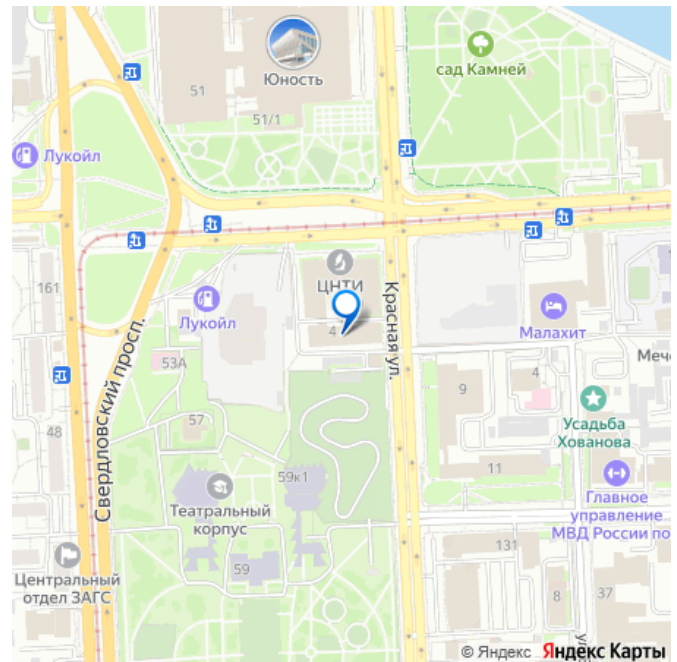 51
Юность
сад Камней
51/1
Лукойл
161
ЦНТИ
Лукойл
4
Красная ул.
Малахит
Свердловский просп.
53А
9
4
Усадьба
Хованова
48
57
59к1
11
Театральный
корпус
Главное
управление
МВД России по
131
59
Центральный
отдел ЗАГС
8
37
© Яндекс Яндекс Карты